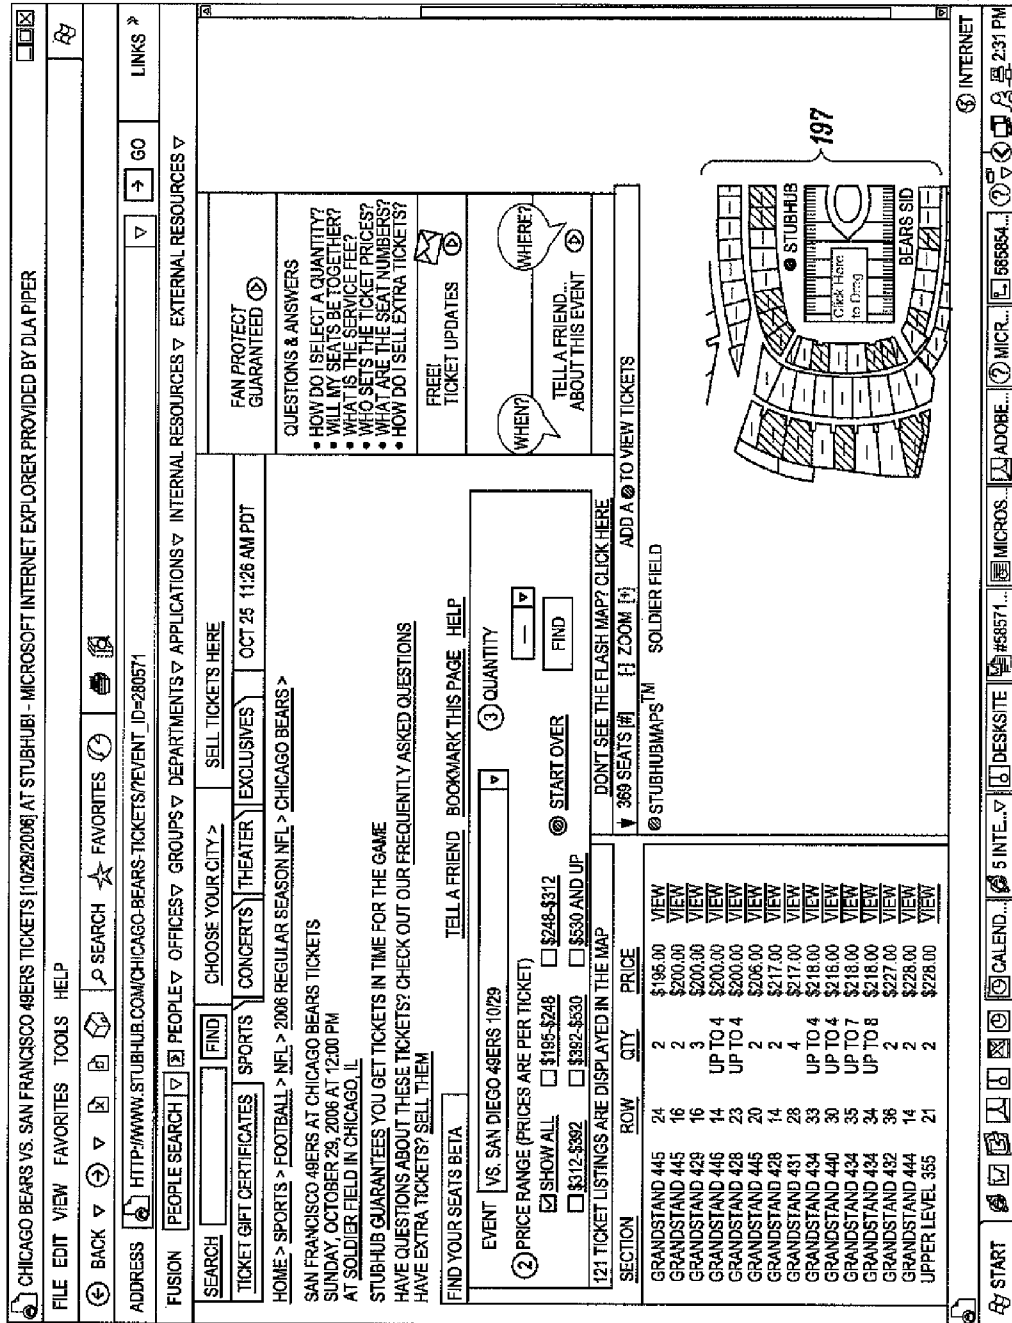 CHICAGO BEARS VS. SAN FRANCISCO 49ERS TICKETS [10/29/2006] AT STUBHUB! - MICROSOFT INTERNET EXPLORER PROVIDED BY DLA PIPER
FILE EDIT VIEW FAVORITES TOOLS HELP
BACK SEARCH FAVORITES
ADDRESS HTTP://WWW.STUBHUB.COM/CHICAGO-BEARS-TICKETS/?EVENT_ID=280571 GO LINKS »
FUSION PEOPLE SEARCH PEOPLE OFFICES GROUPS DEPARTMENTS APPLICATIONS INTERNAL RESOURCES EXTERNAL RESOURCES
SEARCH FIND CHOOSE YOUR CITY > SELL TICKETS HERE
TICKET GIFT CERTIFICATES SPORTS CONCERTS THEATER EXCLUSIVES OCT 25 11:26 AM PDT
HOME > SPORTS > FOOTBALL > NFL > 2006 REGULAR SEASON NFL > CHICAGO BEARS >
SAN FRANCISCO 49ERS AT CHICAGO BEARS TICKETS
SUNDAY, OCTOBER 29, 2006 AT 12:00 PM
AT SOLDIER FIELD IN CHICAGO, IL
STUBHUB GUARANTEES YOU GET TICKETS IN TIME FOR THE GAME
HAVE QUESTIONS ABOUT THESE TICKETS? CHECK OUT OUR FREQUENTLY ASKED QUESTIONS
HAVE EXTRA TICKETS? SELL THEM
FAN PROTECT
GUARANTEED
QUESTIONS & ANSWERS
• HOW DO I SELECT A QUANTITY?
• WILL MY SEATS BE TOGETHER?
• WHAT IS THE SERVICE FEE?
• WHO SETS THE TICKET PRICES?
• WHAT ARE THE SEAT NUMBERS?
• HOW DO I SELL EXTRA TICKETS?
FREE!
TICKET UPDATES
WHEN? WHERE?
TELL A FRIEND...
ABOUT THIS EVENT
FIND YOUR SEATS BETA TELL A FRIEND BOOKMARK THIS PAGE HELP
EVENT 3 QUANTITY
VS. SAN DIEGO 49ERS 10/29 —
2 PRICE RANGE (PRICES ARE PER TICKET)
SHOW ALL $195-$248 $248-$312 START OVER FIND
$312-$392 $392-$530 $530 AND UP
DON'T SEE THE FLASH MAP? CLICK HERE
121 TICKET LISTINGS ARE DISPLAYED IN THE MAP
369 SEATS [#] [-] ZOOM [+] ADD A TO VIEW TICKETS
STUBHUBMAPS TM SOLDIER FIELD
SECTION ROW QTY PRICE
GRANDSTAND 445 24 2 $195.00 VIEW
GRANDSTAND 445 16 2 $200.00 VIEW
GRANDSTAND 429 16 3 $200.00 VIEW
GRANDSTAND 446 14 UP TO 4 $200.00 VIEW
GRANDSTAND 428 23 UP TO 4 $200.00 VIEW
GRANDSTAND 445 20 2 $206.00 VIEW
GRANDSTAND 428 14 2 $217.00 VIEW
GRANDSTAND 431 28 4 $217.00 VIEW
GRANDSTAND 434 33 UP TO 4 $218.00 VIEW
GRANDSTAND 440 30 UP TO 4 $218.00 VIEW
GRANDSTAND 434 35 UP TO 7 $218.00 VIEW
GRANDSTAND 434 34 UP TO 8 $218.00 VIEW
GRANDSTAND 432 36 2 $227.00 VIEW
GRANDSTAND 444 14 2 $228.00 VIEW
UPPER LEVEL 355 21 2 $228.00 VIEW
STUBHUB
Click Here
to Drag
BEARS SID
197
INTERNET
START CALEND... 5 INTE... DESKSITE #58571... MICROS... ADOBE... MICR... 585854... 2:31 PM